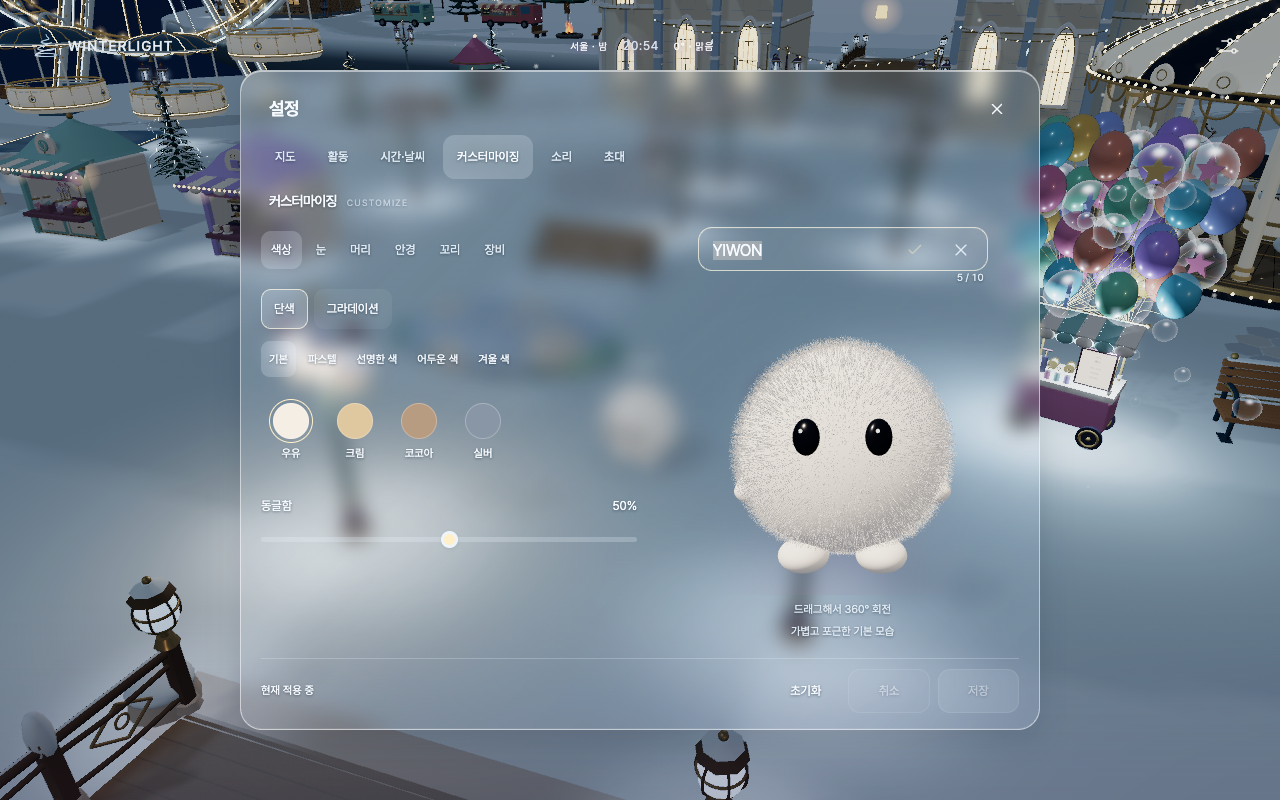 WINTERLIGHT
서울 · 밤 20:54 0° 맑음
설정
지도 활동 시간·날씨 커스터마이징 소리 초대
커스터마이징 CUSTOMIZE
색상 눈 머리 안경 꼬리 장비
YIWON
5 / 10
단색 그라데이션
기본 파스텔 선명한 색 어두운 색 겨울 색
우유 크림 코코아 실버
동글함 50%
드래그해서 360° 회전
가볍고 포근한 기본 모습
현재 적용 중 초기화 취소 저장